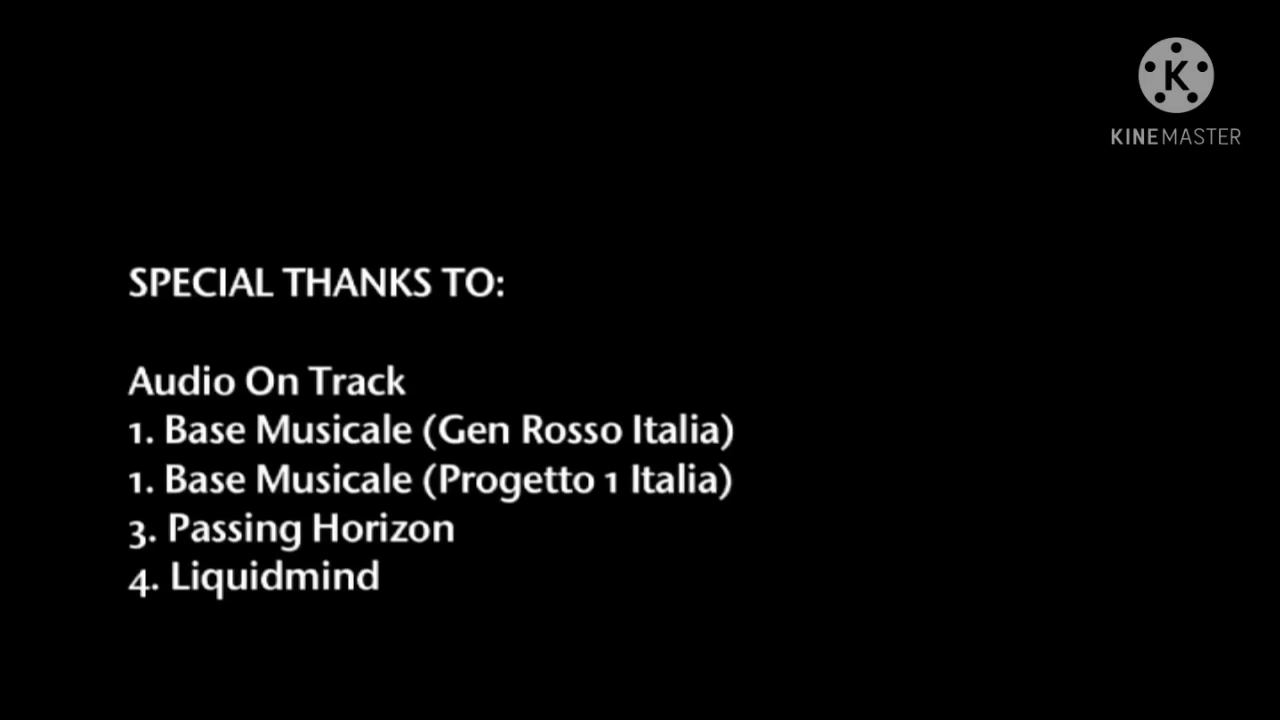 K
KINEMASTER
SPECIAL THANKS TO:
Audio On Track
1. Base Musicale (Gen Rosso Italia)
1. Base Musicale (Progetto 1 Italia)
3. Passing Horizon
4. Liquidmind